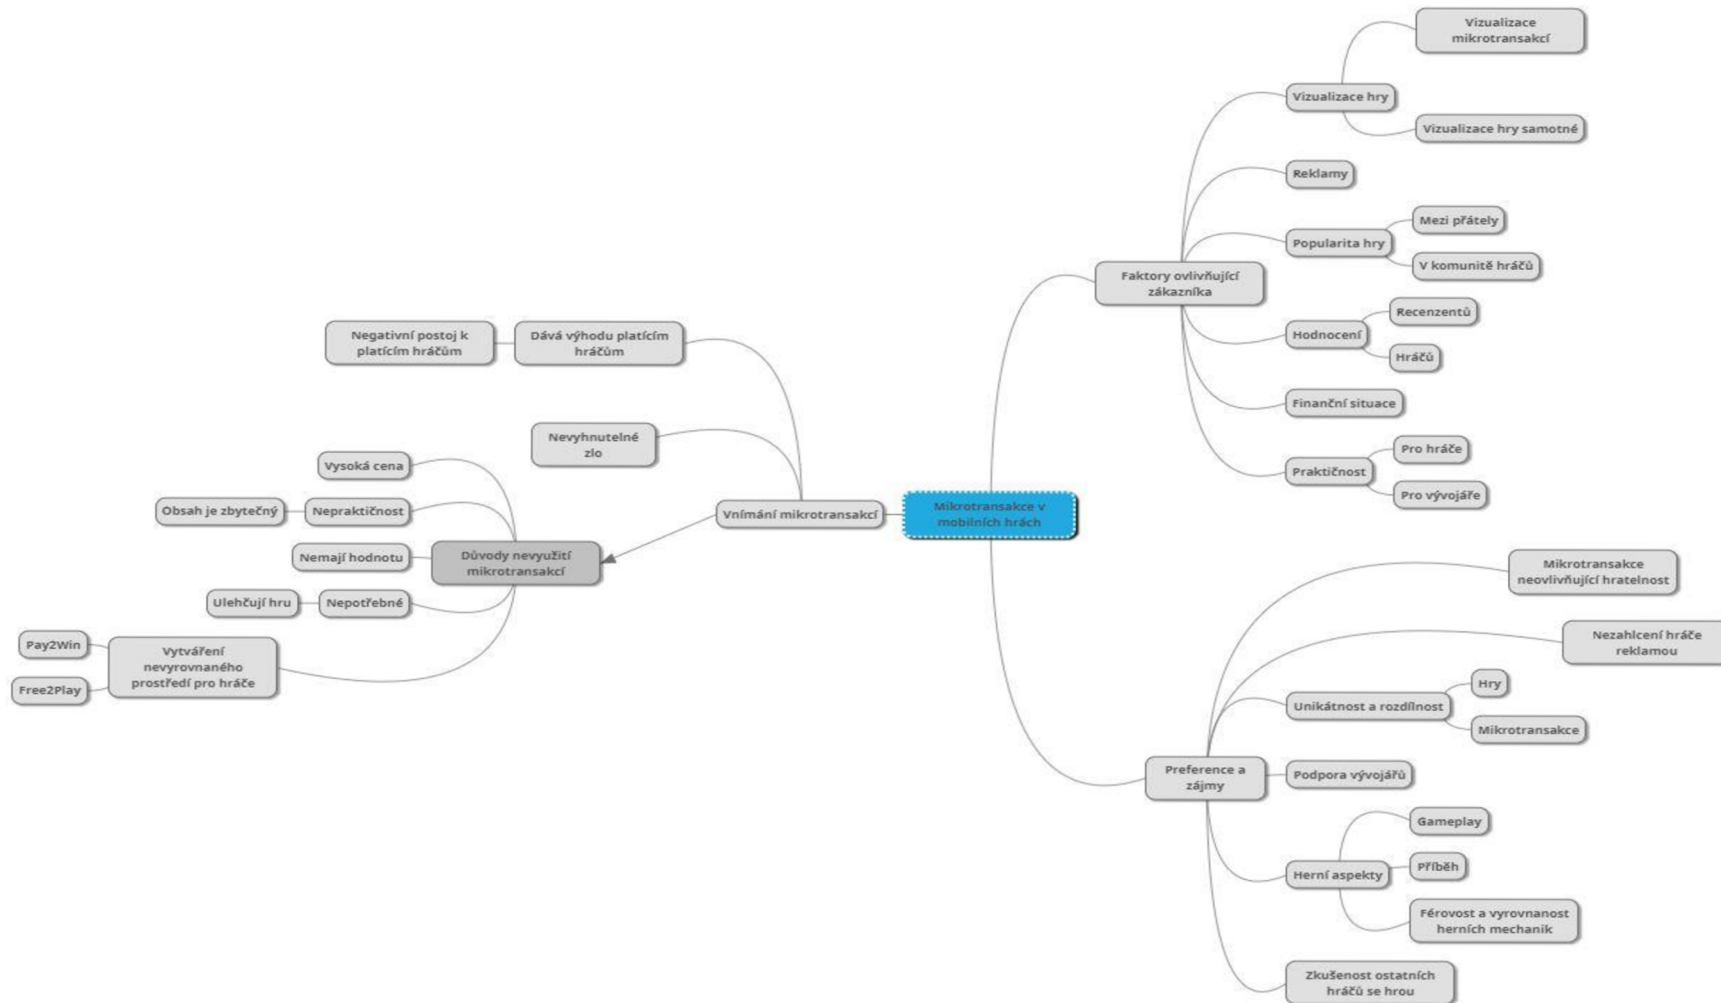 Mikrotransakce v
mobilních hrách
Faktory ovlivňující
zákazníka
Vizualizace hry
Vizualizace
mikrotransakcí
Vizualizace hry samotné
Reklamy
Popularita hry
Mezi přátely
V komunitě hráčů
Hodnocení
Recenzentů
Hráčů
Finanční situace
Praktičnost
Pro hráče
Pro vývojáře
Preference a
zájmy
Mikrotransakce
neovlivňující hratelnost
Nezahlcení hráče
reklamou
Unikátnost a rozdílnost
Hry
Mikrotransakce
Podpora vývojářů
Herní aspekty
Gameplay
Příběh
Férovost a vyrovnanost
herních mechanik
Zkušenost ostatních
hráčů se hrou
Vnímání mikrotransakcí
Dává výhodu platícím
hráčům
Negativní postoj k
platícím hráčům
Nevyhnutelné
zlo
Důvody nevyužití
mikrotransakcí
Vysoká cena
Nepraktičnost
Obsah je zbytečný
Nemají hodnotu
Nepotřebné
Ulehčují hru
Vytváření
nevyrovnaného
prostředí pro hráče
Pay2Win
Free2Play